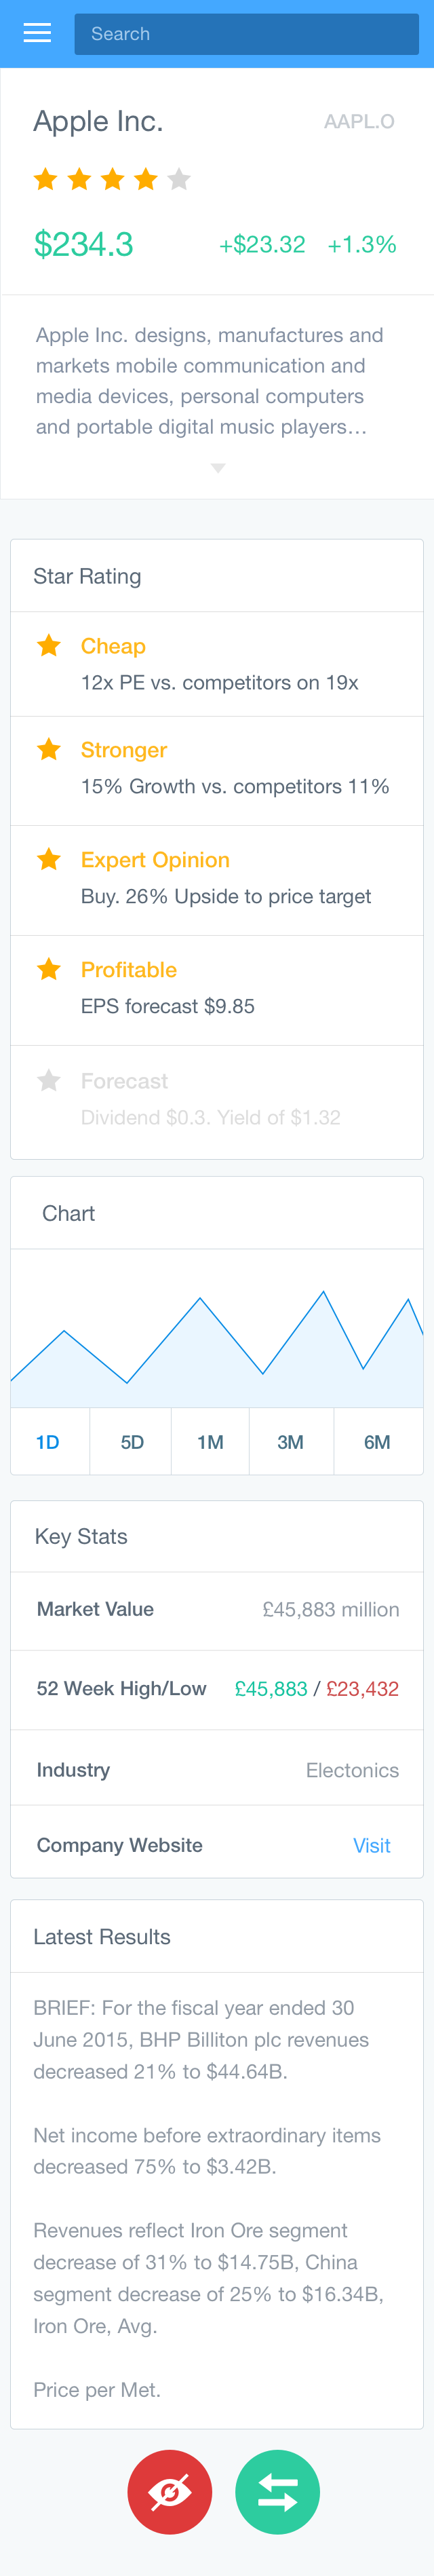 Search
Apple Inc.
AAPL.O
$234.3
+$23.32 +1.3%
Apple Inc. designs, manufactures and
markets mobile communication and
media devices, personal computers
and portable digital music players…
Star Rating
Cheap
12x PE vs. competitors on 19x
Stronger
15% Growth vs. competitors 11%
Expert Opinion
Buy. 26% Upside to price target
Profitable
EPS forecast $9.85
Forecast
Dividend $0.3. Yield of $1.32
Chart
1D 5D 1M 3M 6M
Key Stats
Market Value £45,883 million
52 Week High/Low £45,883 / £23,432
Industry Electonics
Company Website Visit
Latest Results
BRIEF: For the fiscal year ended 30
June 2015, BHP Billiton plc revenues
decreased 21% to $44.64B.
Net income before extraordinary items
decreased 75% to $3.42B.
Revenues reflect Iron Ore segment
decrease of 31% to $14.75B, China
segment decrease of 25% to $16.34B,
Iron Ore, Avg.
Price per Met.